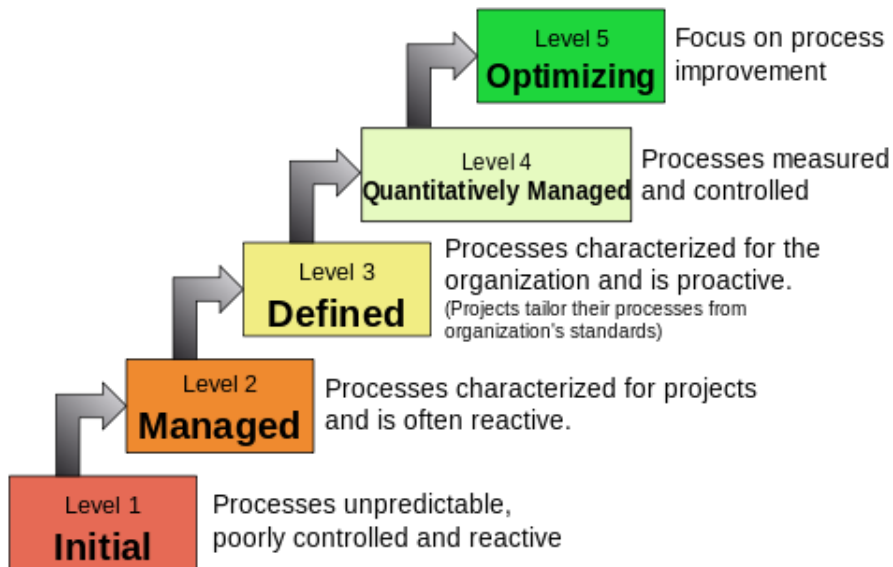 Level 5
Optimizing
Focus on process
improvement
Level 4
Quantitatively Managed
Processes measured
and controlled
Level 3
Defined
Processes characterized for the
organization and is proactive.
(Projects tailor their processes from
organization's standards)
Level 2
Managed
Processes characterized for projects
and is often reactive.
Level 1
Initial
Processes unpredictable,
poorly controlled and reactive